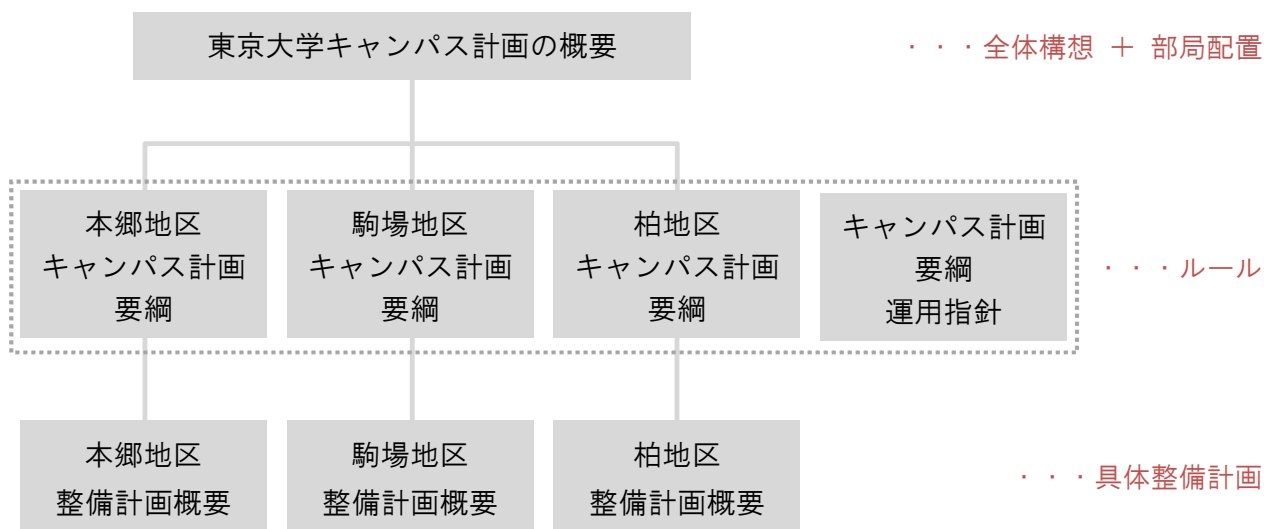 東京大学キャンパス計画の概要
・・・全体構想 + 部局配置
本郷地区
キャンパス計画
要綱
駒場地区
キャンパス計画
要綱
柏地区
キャンパス計画
要綱
キャンパス計画
要綱
運用指針
・・・ルール
本郷地区
整備計画概要
駒場地区
整備計画概要
柏地区
整備計画概要
・・・具体整備計画